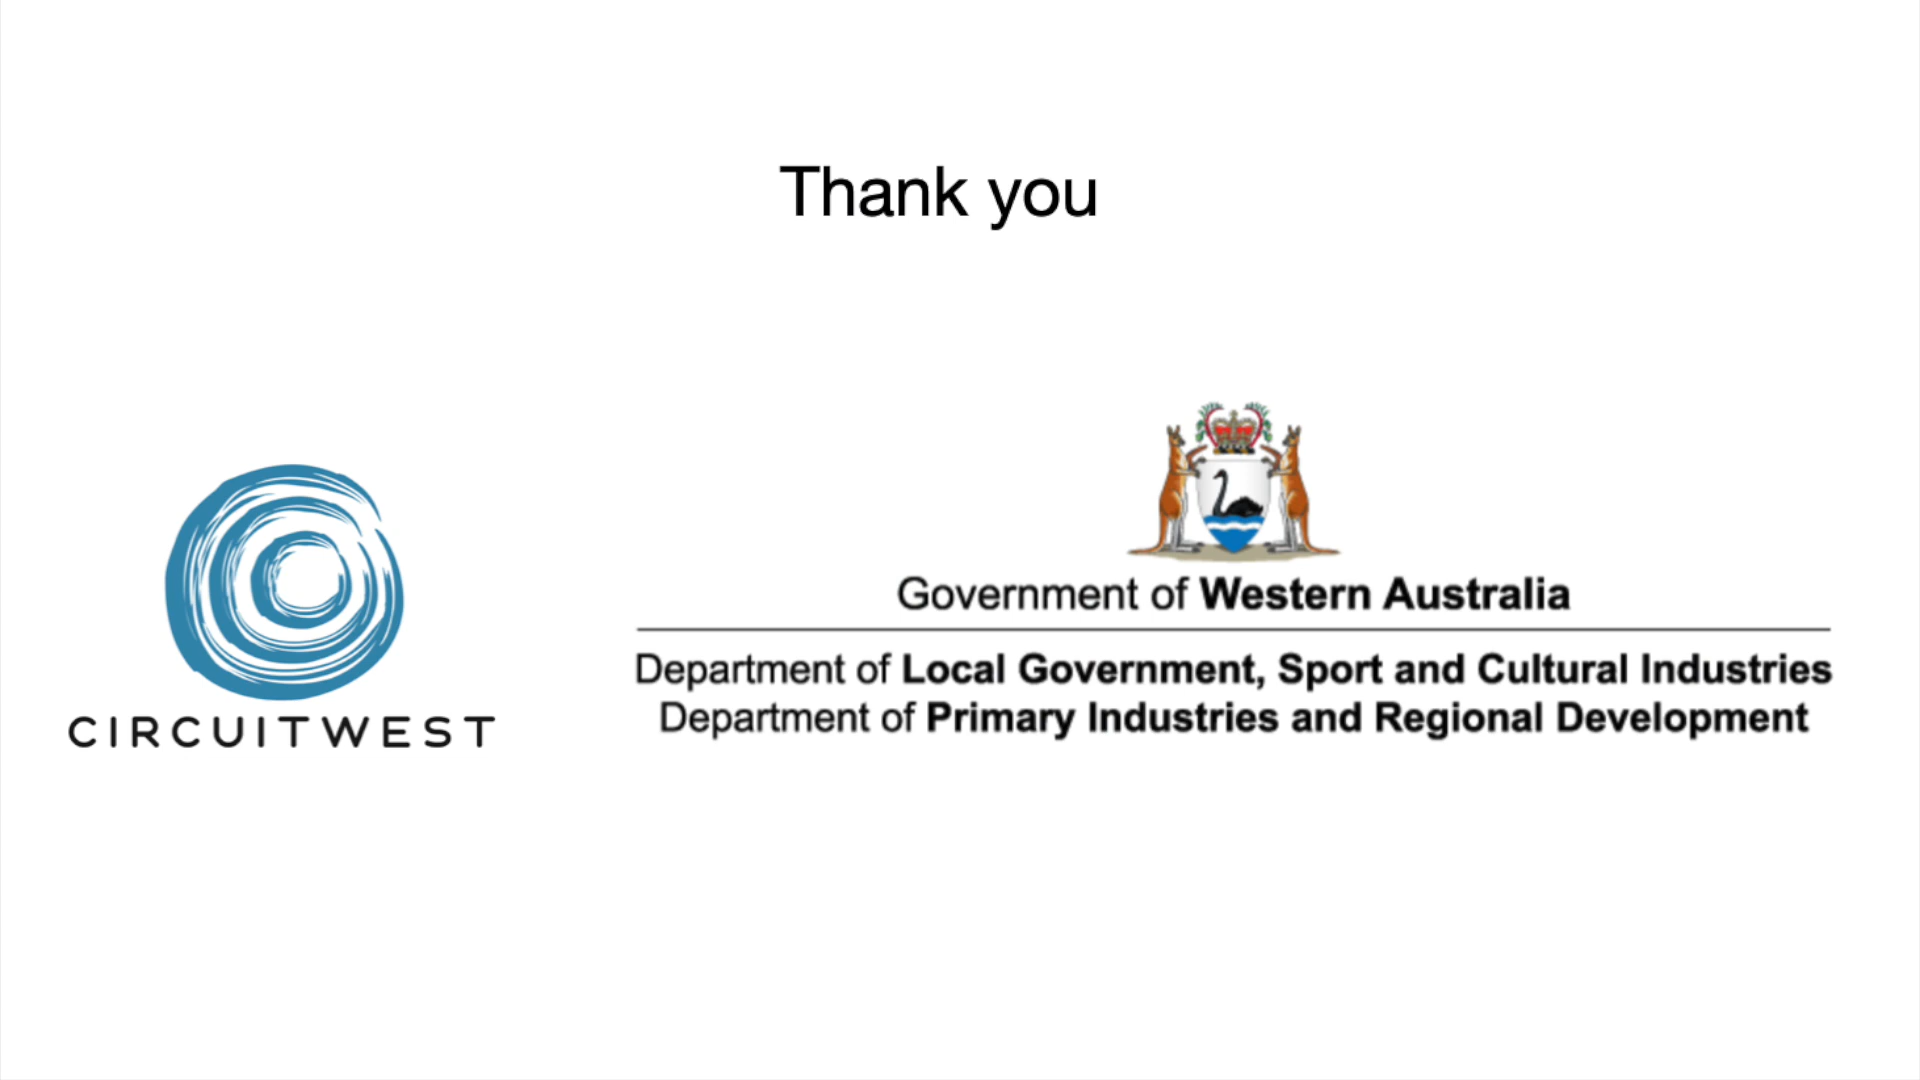 Thank you
CIRCUITWEST
Government of Western Australia
Department of Local Government, Sport and Cultural Industries
Department of Primary Industries and Regional Development